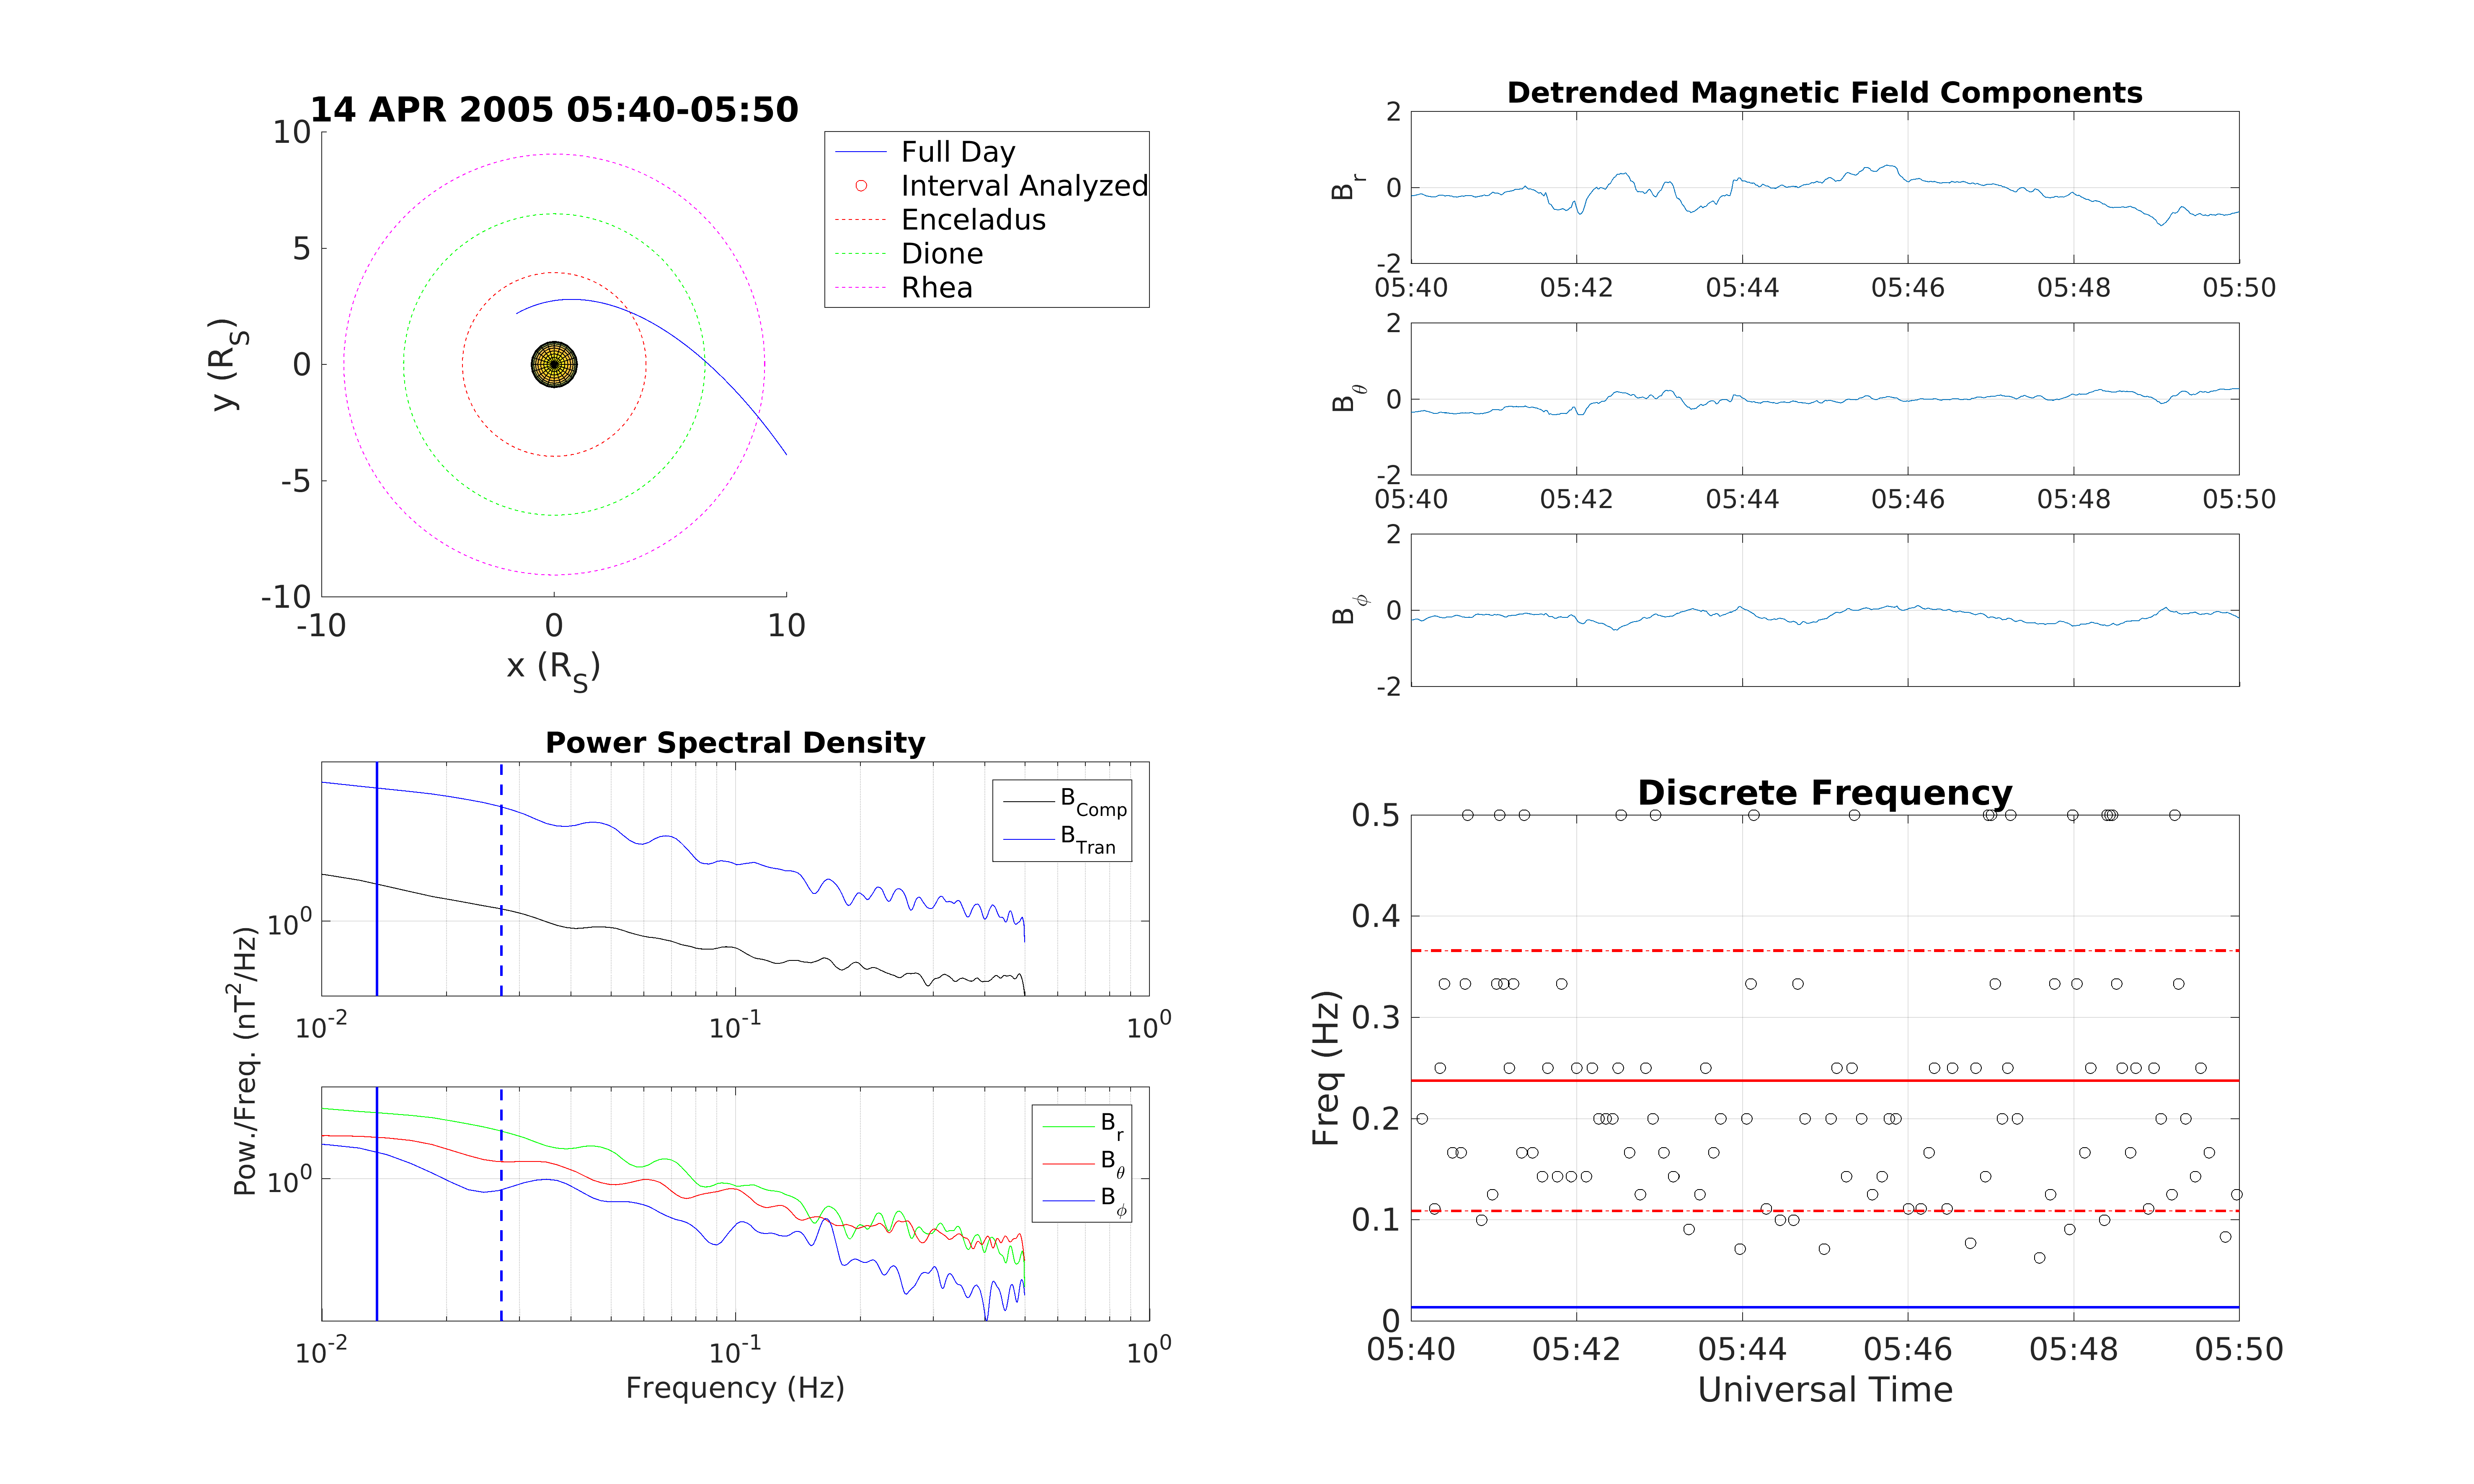 14 APR 2005 05:40-05:50
10
5
0
-5
-10
-10 0 10
y (R_S)
x (R_S)
Full Day
Interval Analyzed
Enceladus
Dione
Rhea
Detrended Magnetic Field Components
2
0
-2
B_r
05:40 05:42 05:44 05:46 05:48 05:50
2
0
-2
B_θ
05:40 05:42 05:44 05:46 05:48 05:50
2
0
-2
B_ϕ
Power Spectral Density
B_Comp
B_Tran
10^0
10^-2 10^-1 10^0
Pow./Freq. (nT^2/Hz)
B_r
B_θ
B_ϕ
10^0
10^-2 10^-1 10^0
Frequency (Hz)
Discrete Frequency
0.5
0.4
0.3
0.2
0.1
0
Freq (Hz)
05:40 05:42 05:44 05:46 05:48 05:50
Universal Time